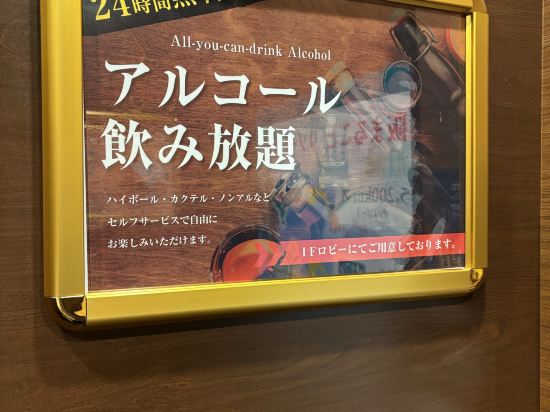 24時間無料
All-you-can-drink Alcohol
アルコール
飲み放題
ハイボール・カクテル・ノンアルなど
セルフサービスで自由に
お楽しみいただけます。
1Fロビーにてご用意しております。